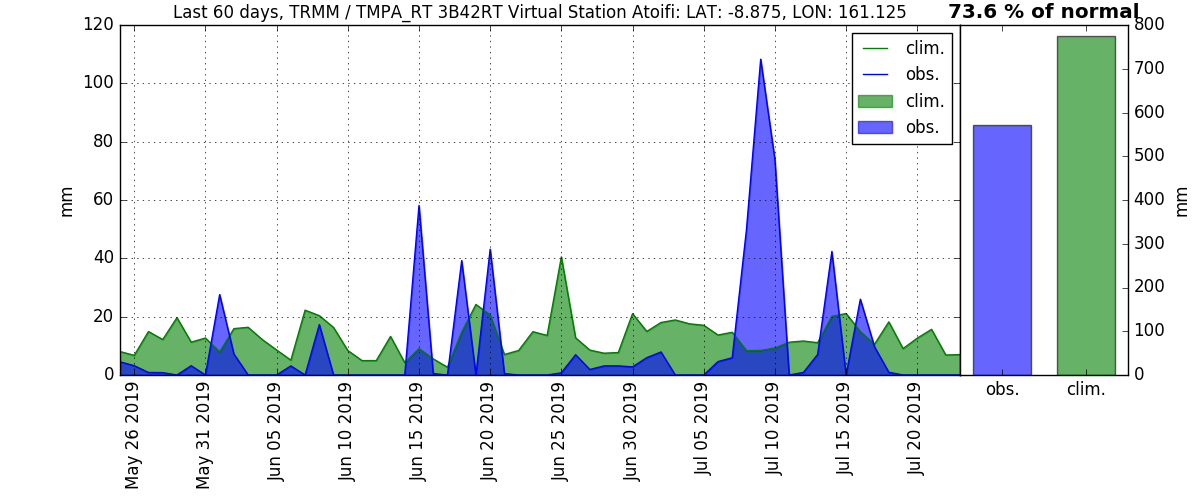 Last 60 days, TRMM / TMPA_RT 3B42RT Virtual Station Atoifi: LAT: -8.875, LON: 161.125
73.6 % of normal
120
100
80
60
40
20
0
mm
clim.
obs.
clim.
obs.
May 26 2019
May 31 2019
Jun 05 2019
Jun 10 2019
Jun 15 2019
Jun 20 2019
Jun 25 2019
Jun 30 2019
Jul 05 2019
Jul 10 2019
Jul 15 2019
Jul 20 2019
800
700
600
500
400
300
200
100
0
mm
obs.
clim.